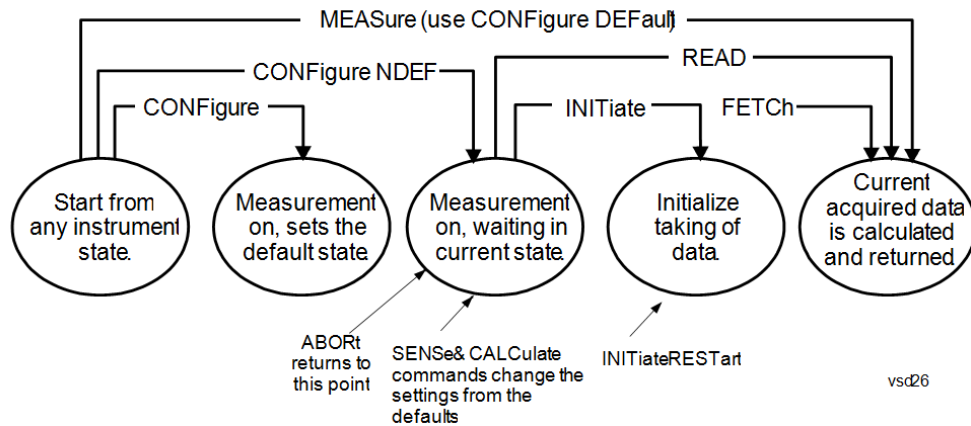 MEASure (use CONFigure DEFault)
CONFigure NDEF
READ
CONFigure
INITiate
FETCh
Start from
any instrument
state.
Measurement
on, sets the
default state.
Measurement
on, waiting in
current state.
Initialize
taking of
data.
Current
acquired data
is calculated
and returned.
ABORt
returns to
this point
SENSe& CALCulate
commands change the
settings from the
defaults
INITiateRESTart
vsd26